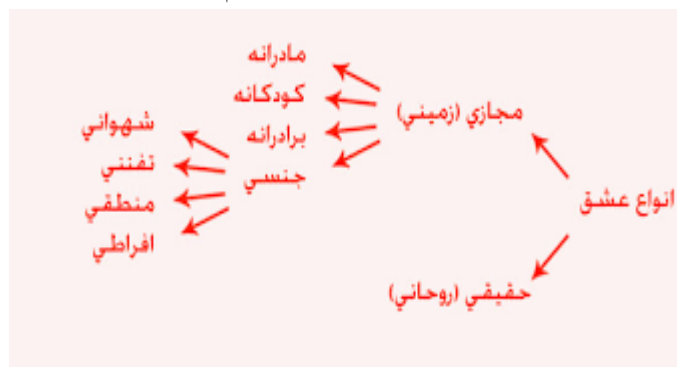 انواع عشق
مجازي (زميني)
مادرانه
كودكانه
برادرانه
جنسي
شهواني
تفنني
منطقي
افراطي
حقيقي (روحاني)